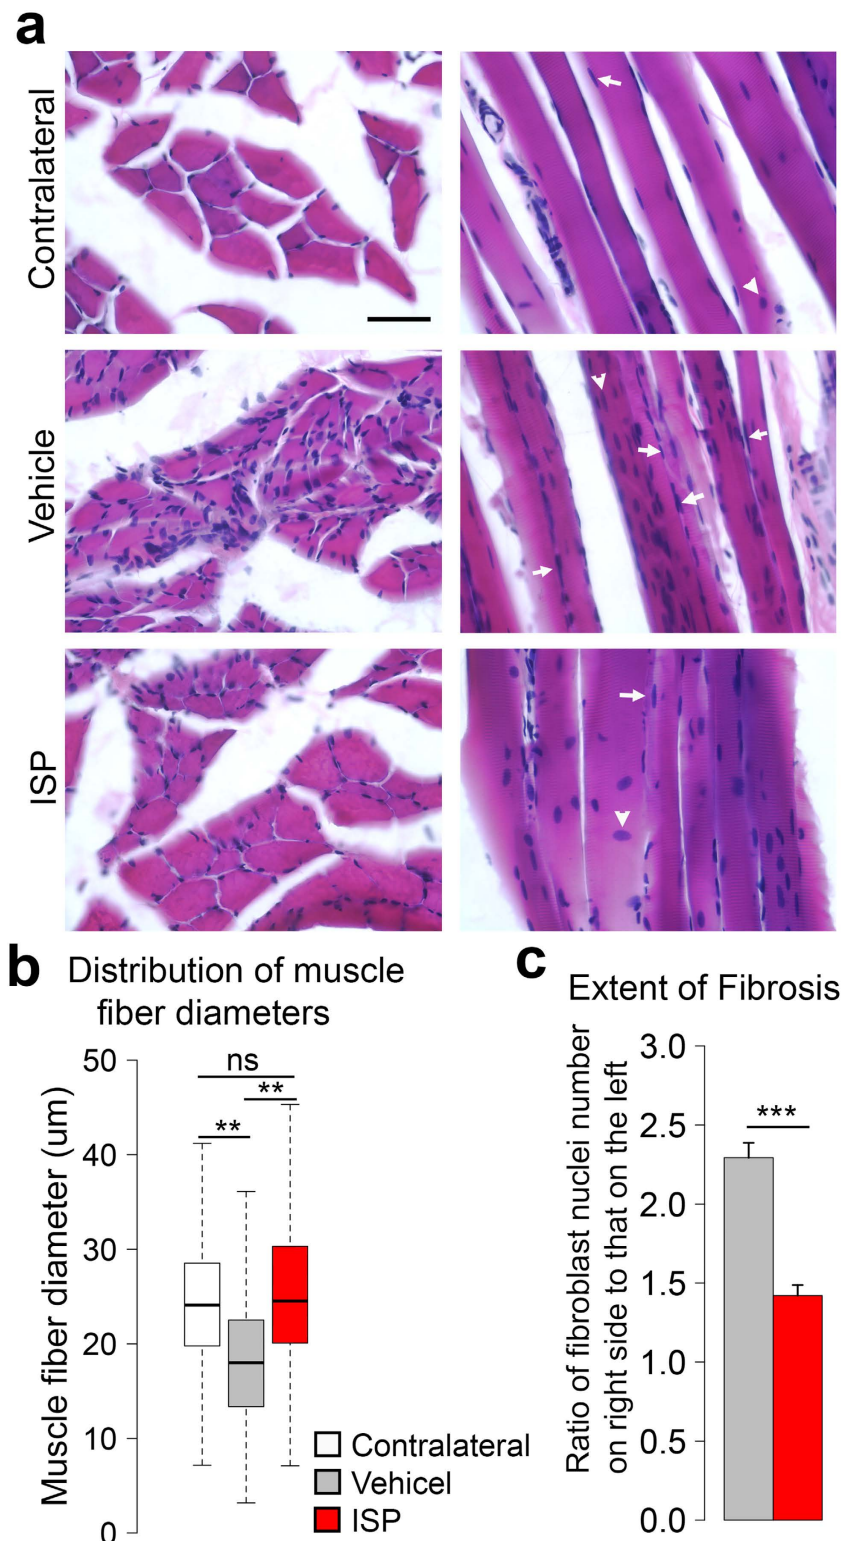 a
Contralateral
Vehicle
ISP
b
Distribution of muscle
fiber diameters
Muscle fiber diameter (um)
50
40
30
20
10
0
ns
**
**
Contralateral
Vehicel
ISP
c
Extent of Fibrosis
Ratio of fibroblast nuclei number
on right side to that on the left
3.0
2.5
2.0
1.5
1.0
0.5
0.0
***